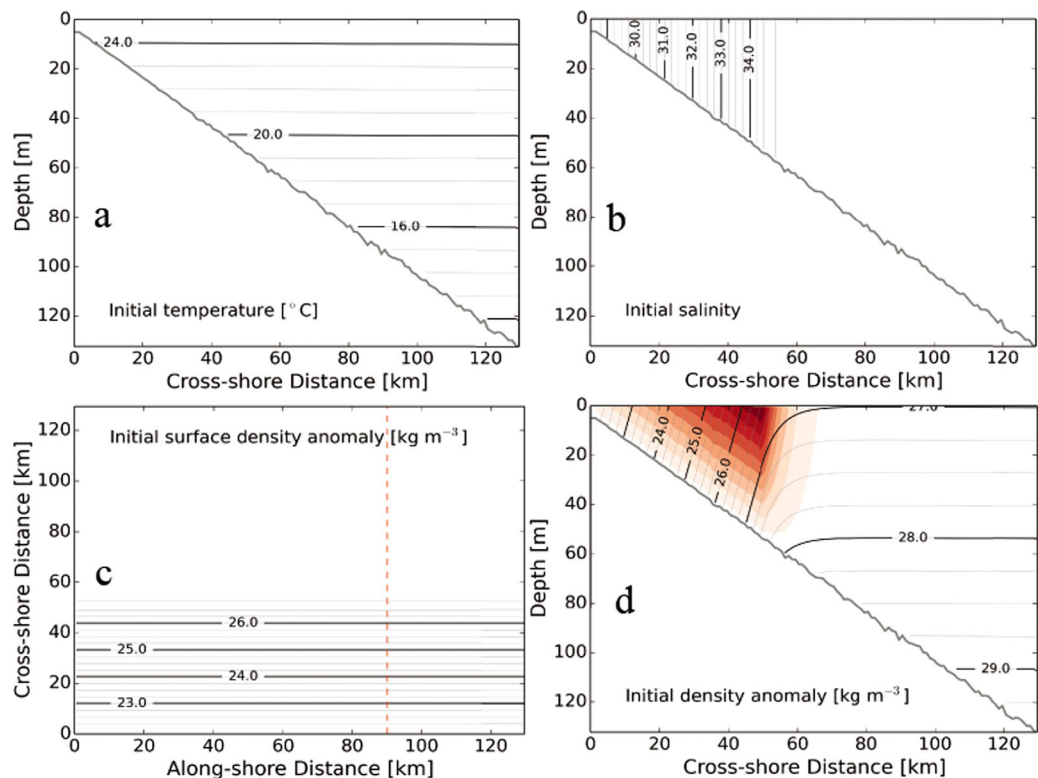 0
20
40
60
80
100
120
Depth [m]
24.0
20.0
16.0
a
Initial temperature [°C]
0 20 40 60 80 100 120
Cross-shore Distance [km]
0
20
40
60
80
100
120
Depth [m]
30.0
31.0
32.0
33.0
34.0
b
Initial salinity
0 20 40 60 80 100 120
Cross-shore Distance [km]
120
100
80
60
40
20
0
Cross-shore Distance [km]
Initial surface density anomaly [kg m⁻³]
c
26.0
25.0
24.0
23.0
0 20 40 60 80 100 120
Along-shore Distance [km]
0
20
40
60
80
100
120
Depth [m]
24.0
25.0
26.0
27.0
28.0
29.0
d
Initial density anomaly [kg m⁻³]
0 20 40 60 80 100 120
Cross-shore Distance [km]